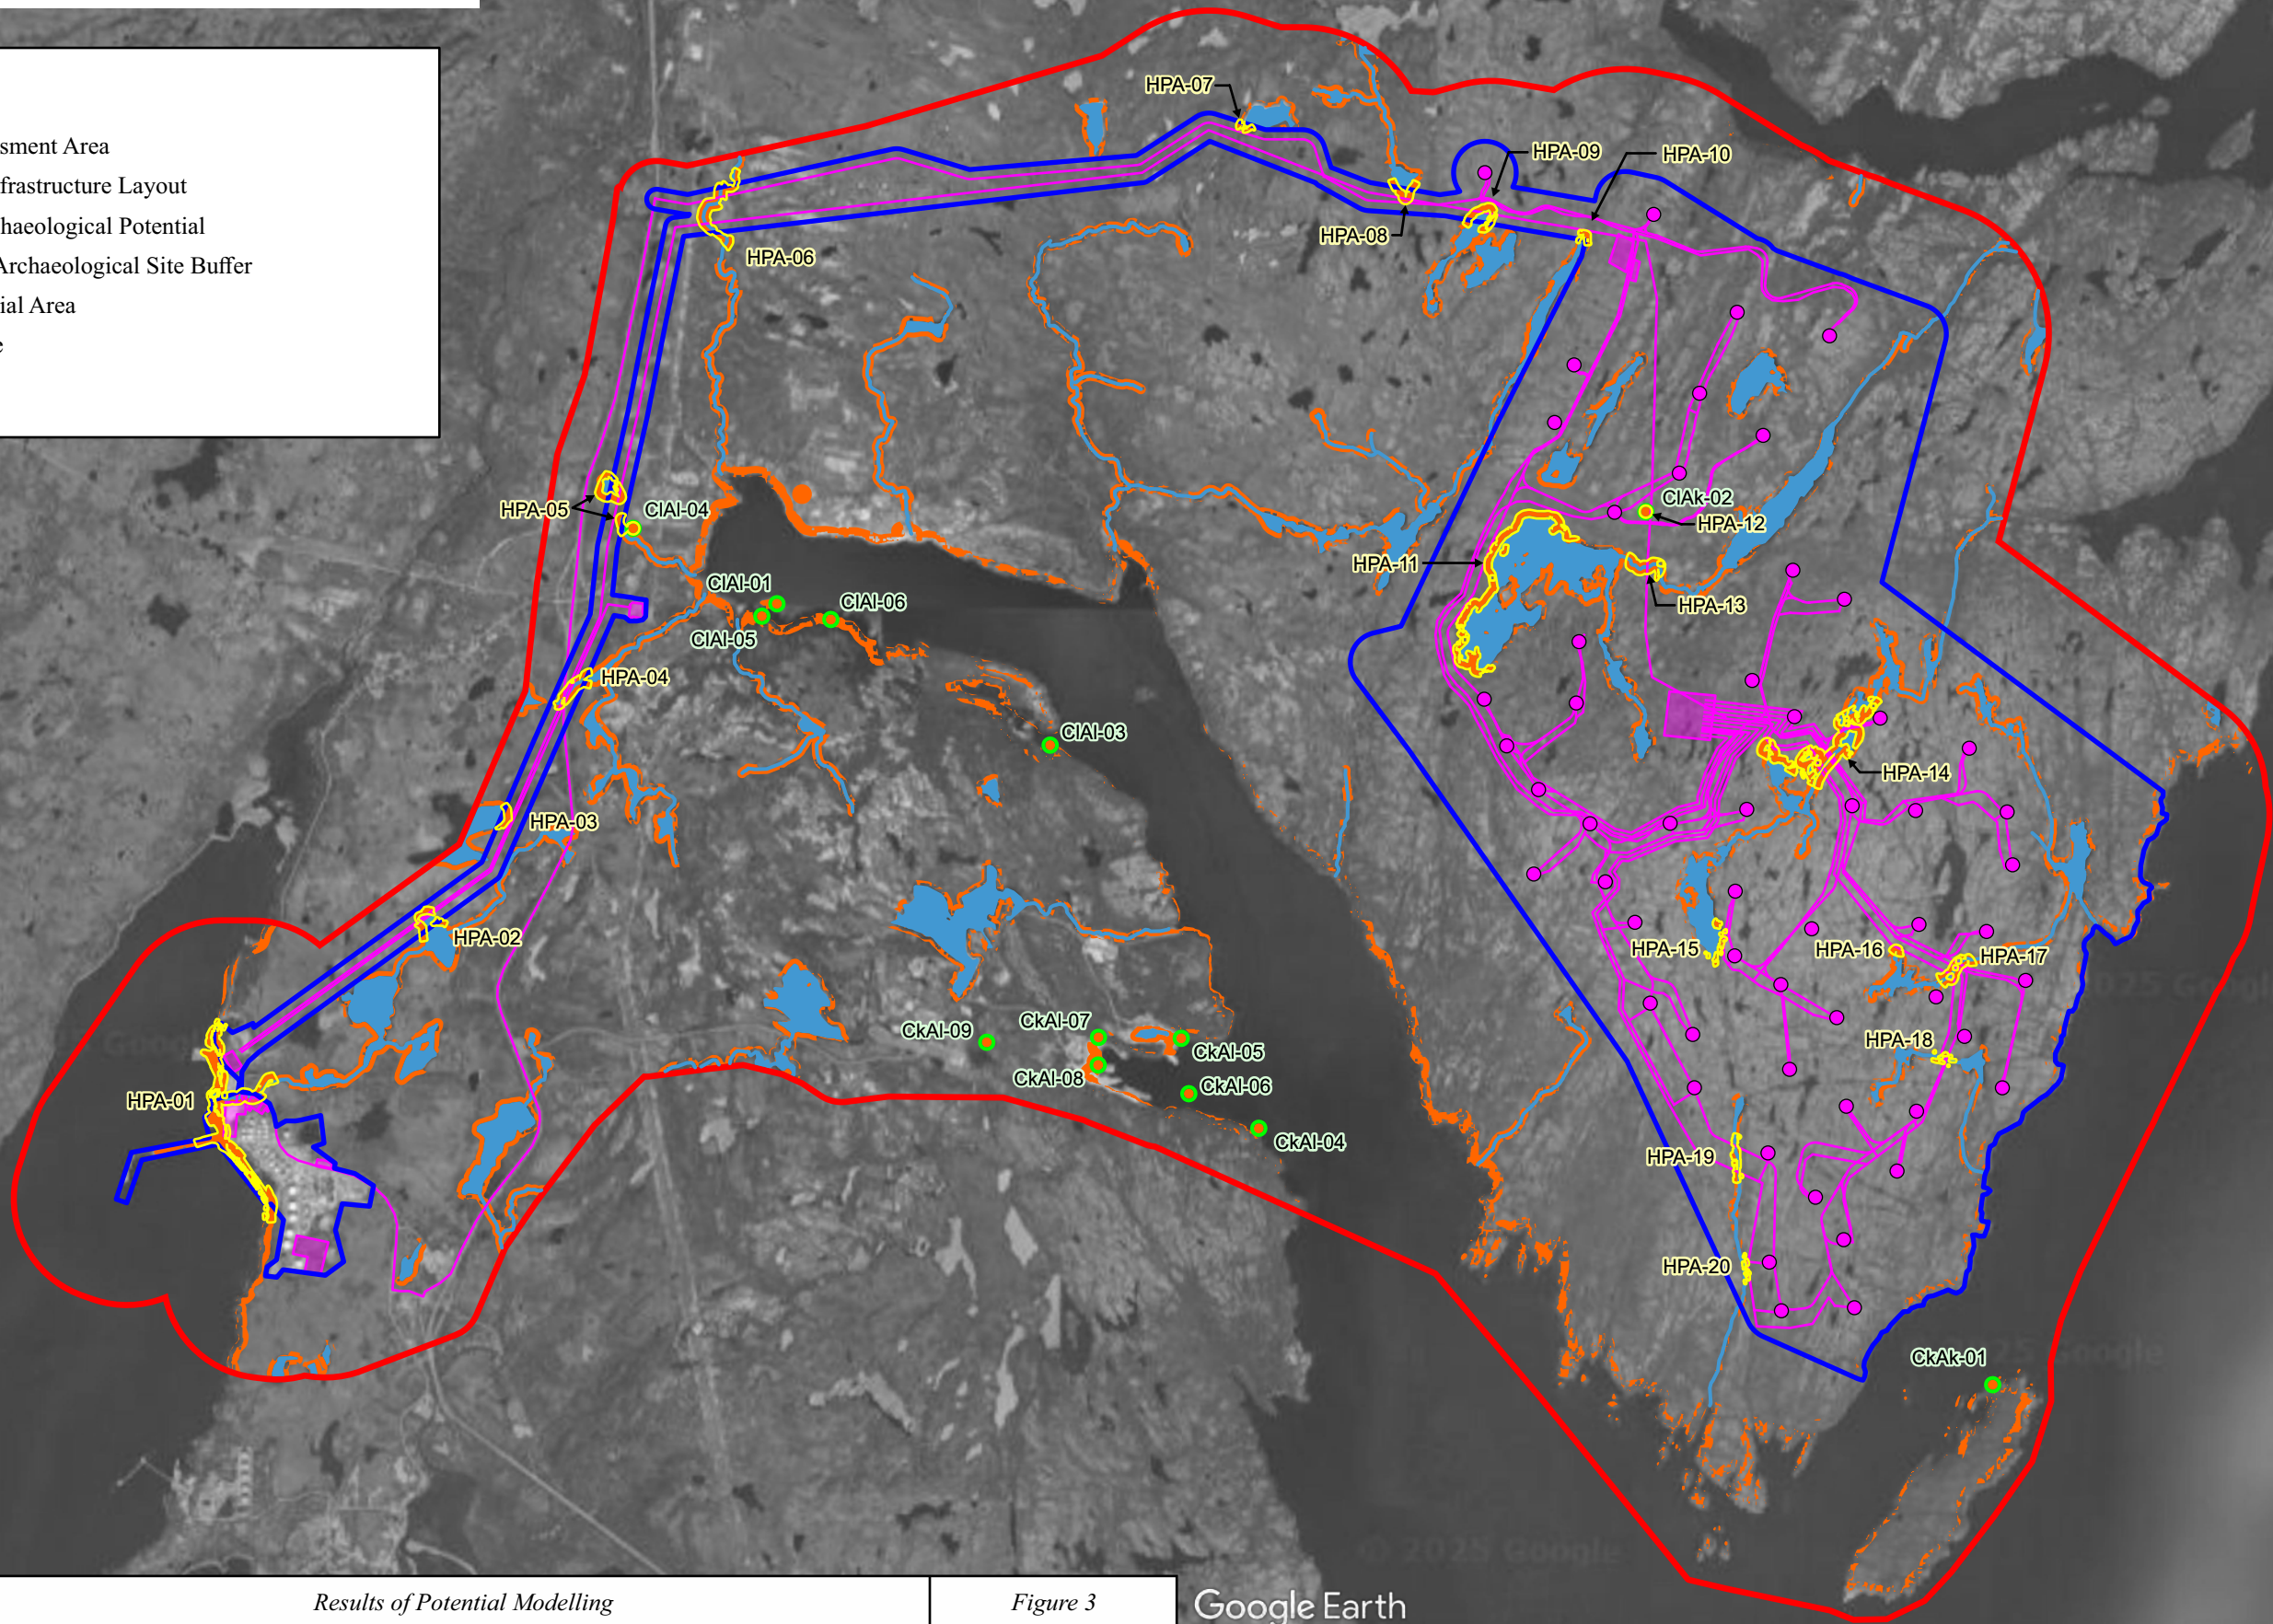 sment Area
frastructure Layout
haeological Potential
Archaeological Site Buffer
ial Area
e
HPA-07
HPA-09
HPA-10
HPA-08
HPA-06
HPA-05
ClAl-04
ClAk-02
HPA-12
HPA-11
ClAl-01
ClAl-06
HPA-13
ClAl-05
HPA-04
ClAl-03
HPA-14
HPA-03
HPA-02
HPA-15
HPA-16
HPA-17
CkAl-09
CkAl-07
CkAl-05
HPA-18
CkAl-08
CkAl-06
HPA-01
CkAl-04
HPA-19
HPA-20
CkAk-01
Google
© 2025 Google
Results of Potential Modelling
Figure 3
Google Earth